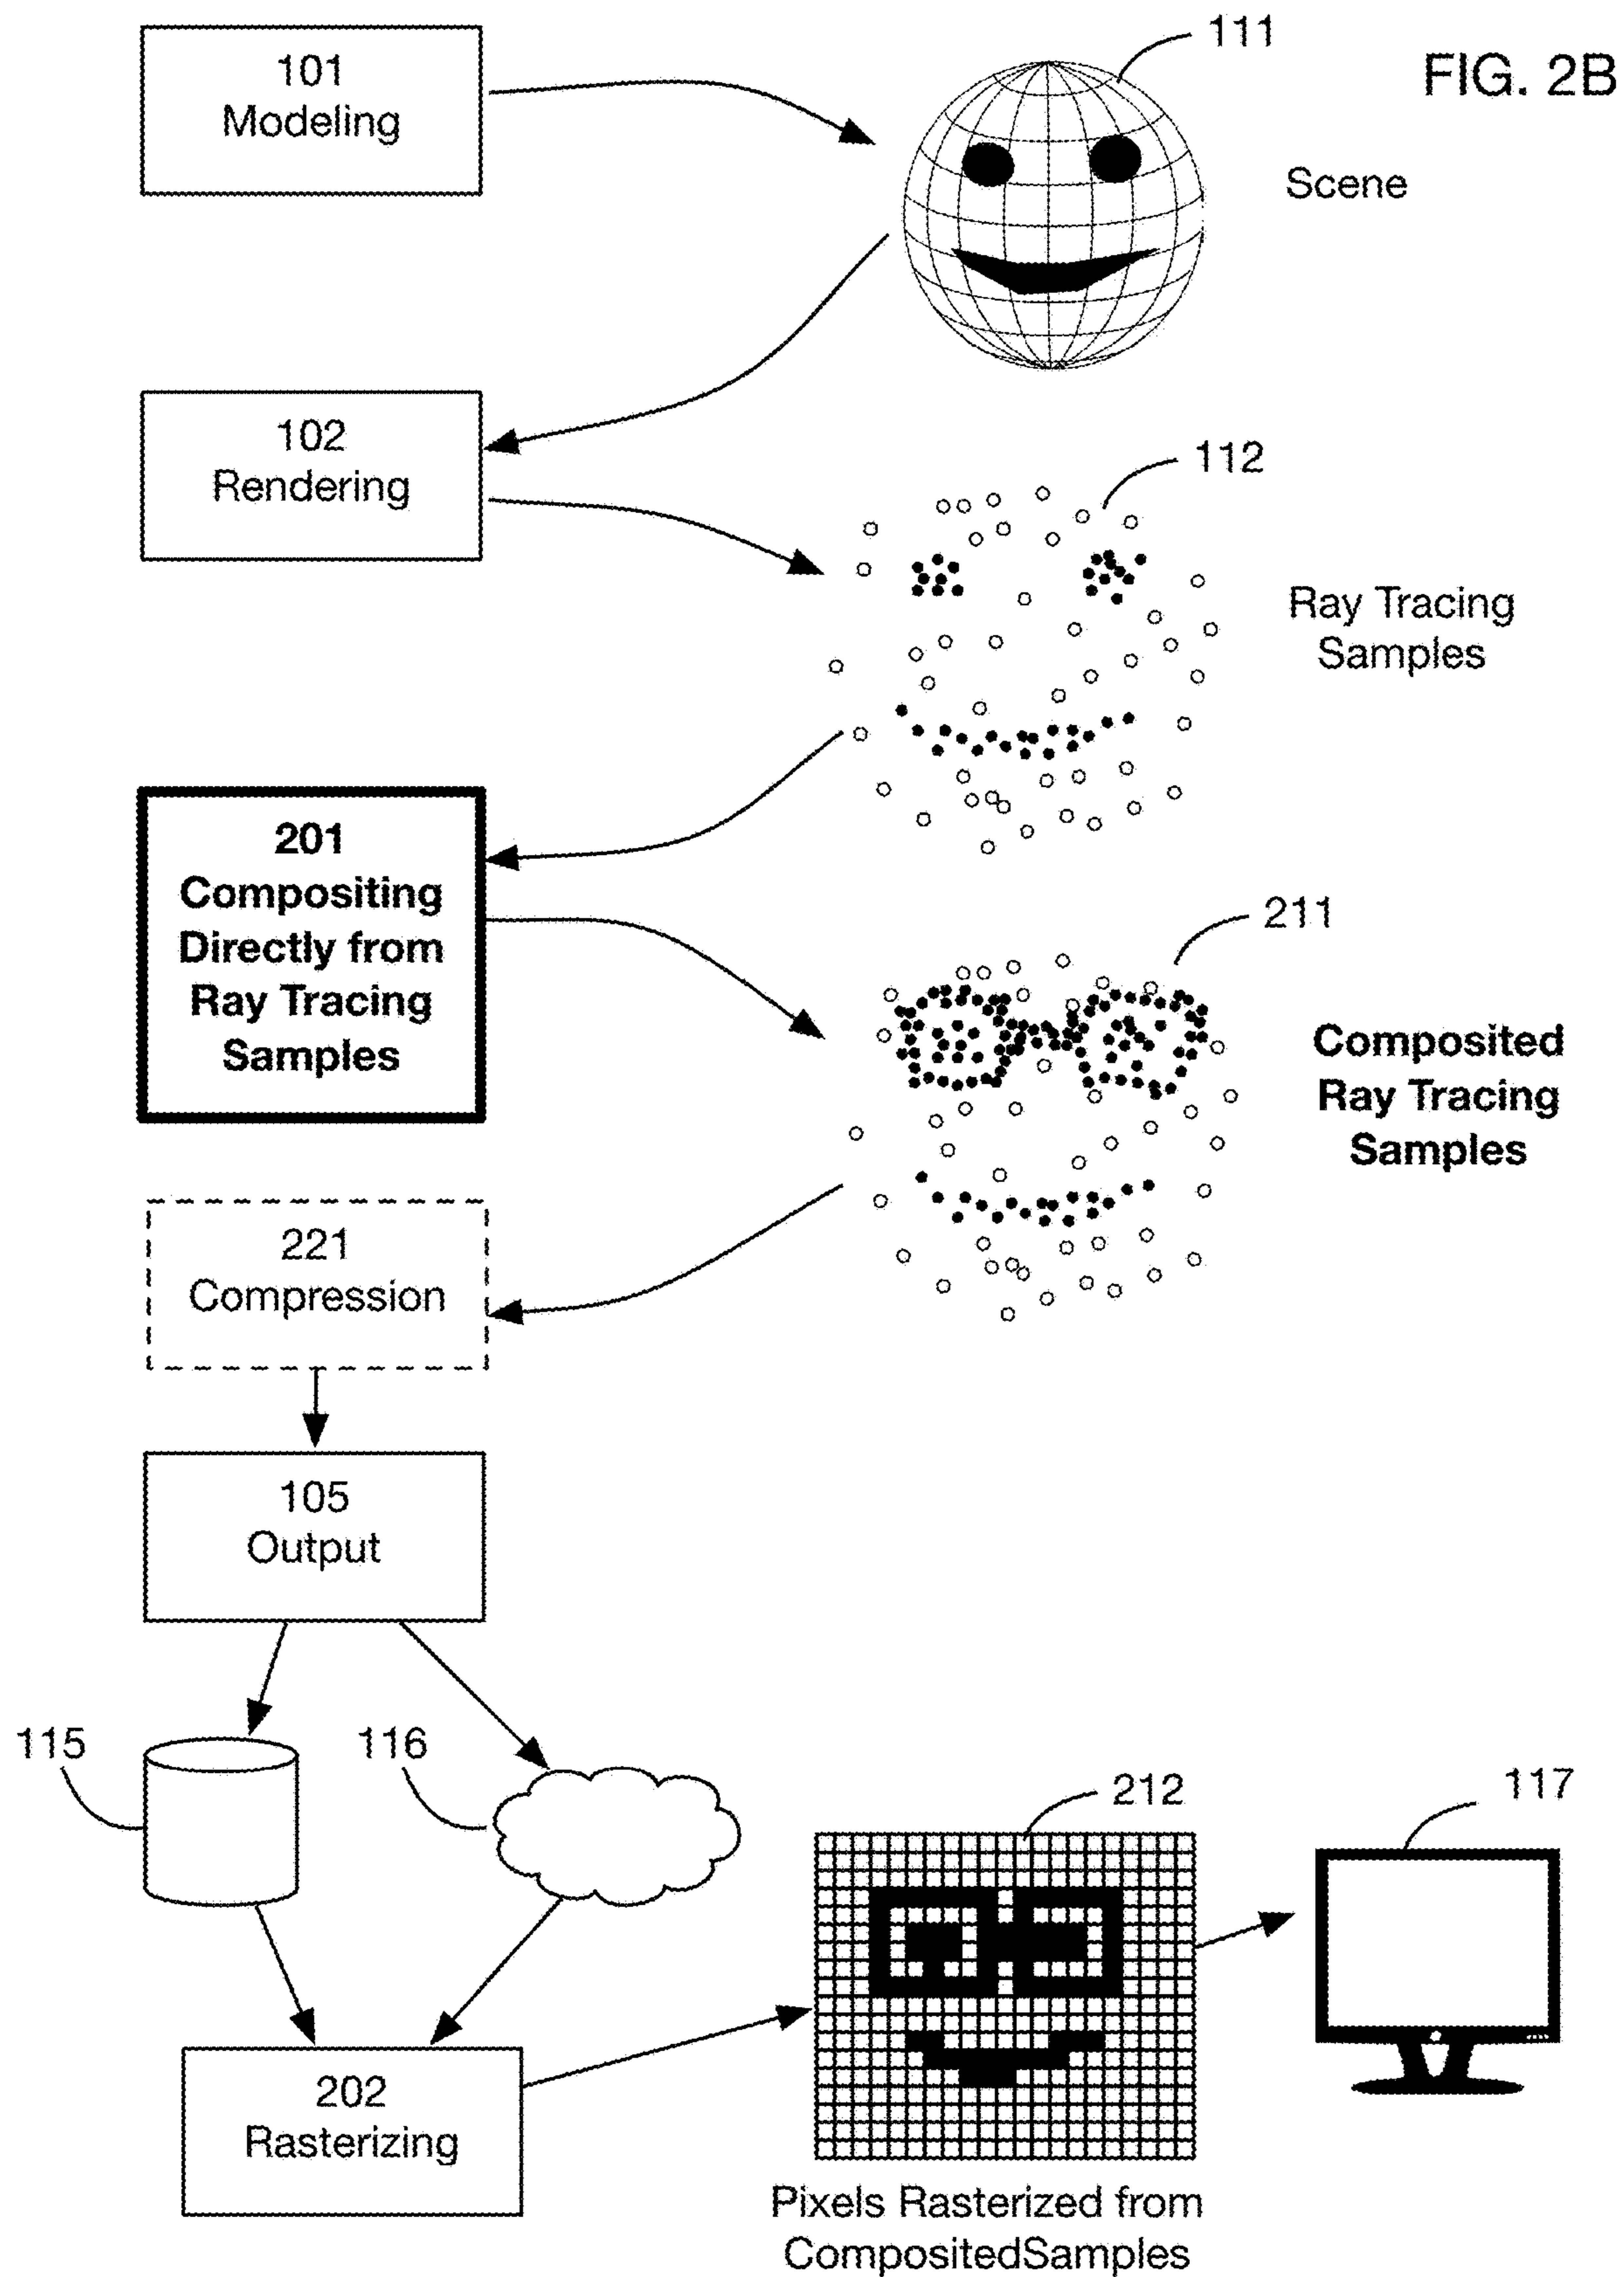 111
FIG. 2B
101
Modeling
Scene
102
Rendering
112
Ray Tracing
Samples
201
Compositing
Directly from
Ray Tracing
Samples
211
Composited
Ray Tracing
Samples
221
Compression
105
Output
115
116
212
117
202
Rasterizing
Pixels Rasterized from
CompositedSamples